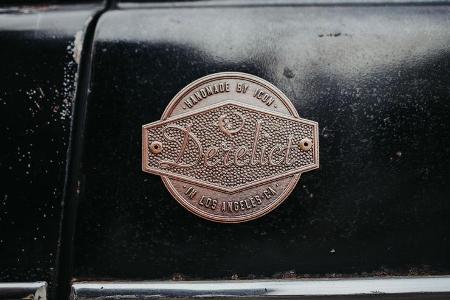 ·HANDMADE BY ICON·
Derelict
·IN LOS ANGELES CA·